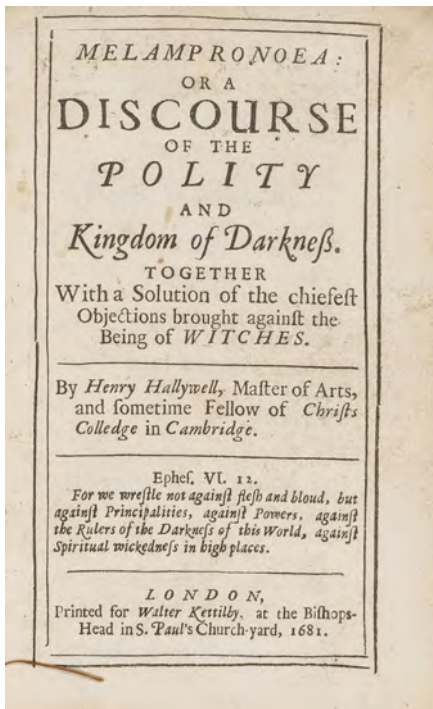 MELAMPRONOEA:
OR A
DISCOURSE
OF THE
POLITY
AND
Kingdom of Darkneß.
TOGETHER
With a Solution of the chiefeſt
Objections brought againſt the
Being of WITCHES.
By Henry Hallywell, Maſter of Arts,
and ſometime Fellow of Chriſts
Colledge in Cambridge.
Epheſ. VI. 12.
For we wreſtle not againſt fleſh and bloud, but
againſt Principalities, againſt Powers, againſt
the Rulers of the Darkneſs of this World, againſt
Spiritual wickedneſs in high places.
LONDON,
Printed for Walter Kettilby, at the Biſhops-
Head in S. Paul's Church-yard, 1681.